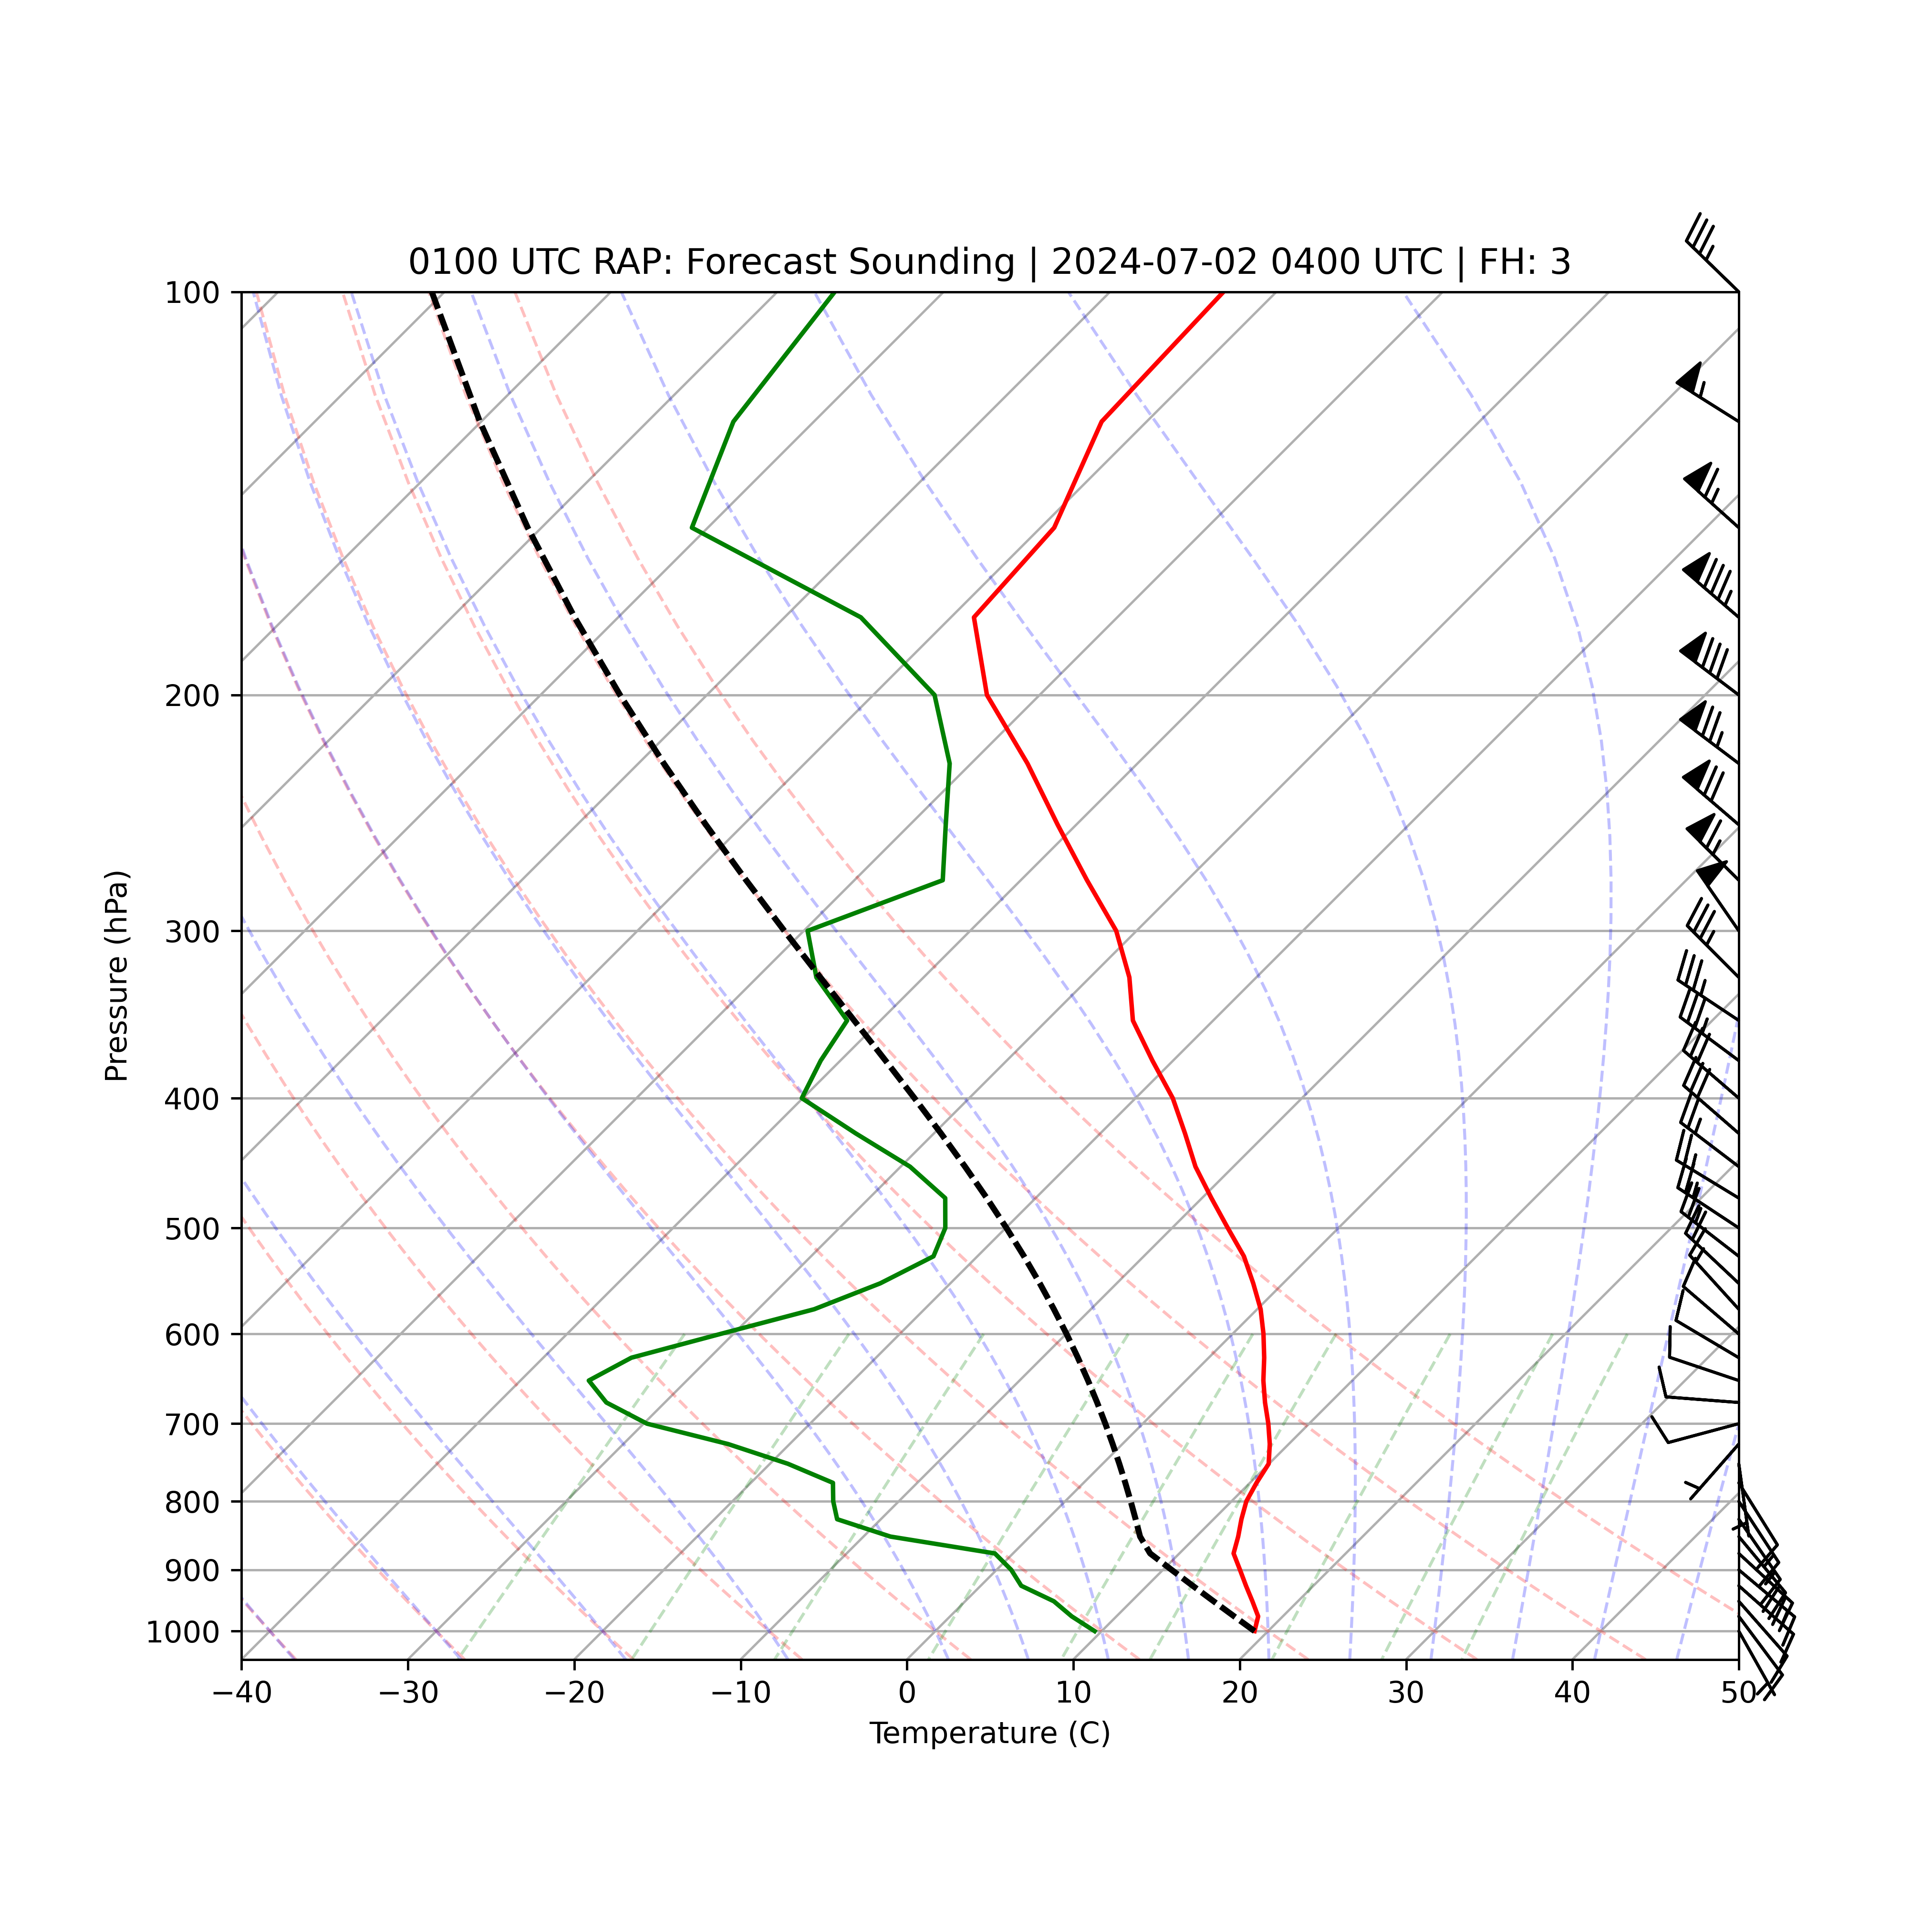 0100 UTC RAP: Forecast Sounding | 2024-07-02 0400 UTC | FH: 3
100
200
300
400
500
600
700
800
900
1000
Pressure (hPa)
−40 −30 −20 −10 0 10 20 30 40 50
Temperature (C)